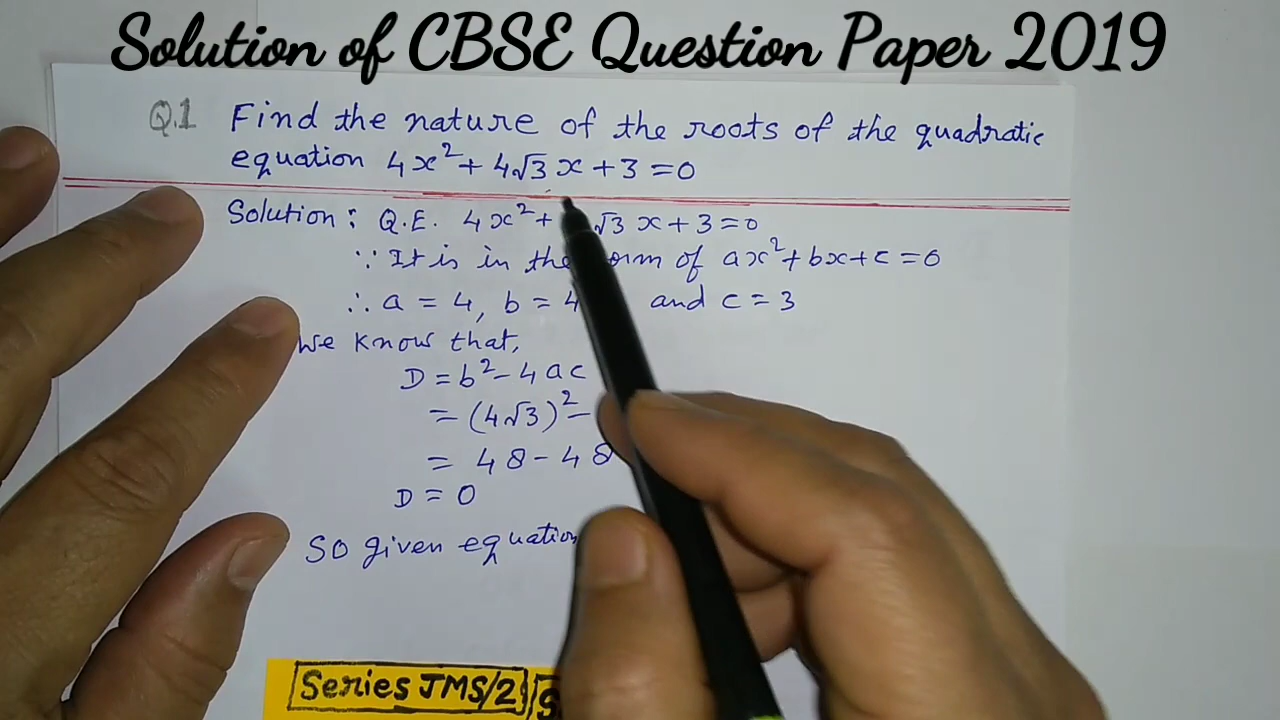 Solution of CBSE Question Paper 2019
Q.1 Find the nature of the roots of the quadratic
equation 4x²+ 4√3 x + 3 = 0
Solution : Q.E. 4x²+ √3 x + 3 = 0
∵ It is in the of ax²+bx+c = 0
∴ a = 4, b = 4 and c = 3
We know that,
D = b²- 4ac
= (4√3)² -
= 48 - 48
D = 0
So given equation
Series JMS/2